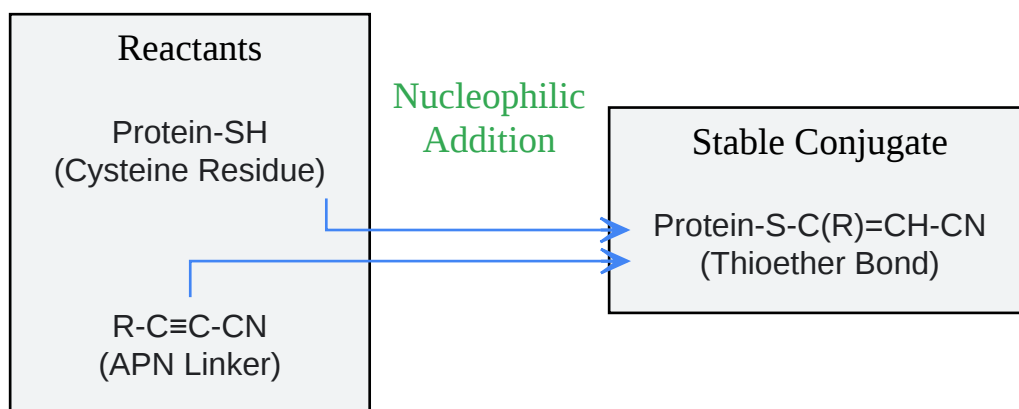 Reactants
Protein-SH
(Cysteine Residue)
R-C≡C-CN
(APN Linker)
Nucleophilic
Addition
Stable Conjugate
Protein-S-C(R)=CH-CN
(Thioether Bond)